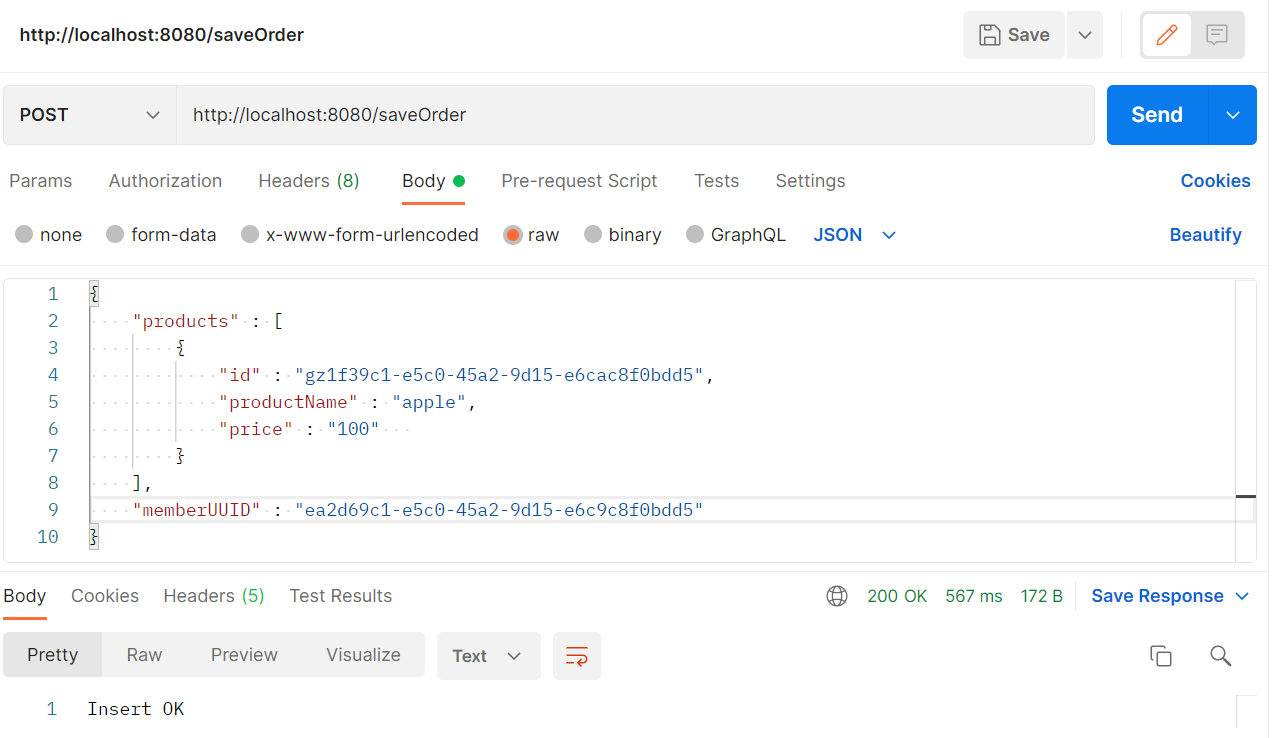 http://localhost:8080/saveOrder Save
POST http://localhost:8080/saveOrder Send
Params Authorization Headers (8) Body Pre-request Script Tests Settings Cookies
none form-data x-www-form-urlencoded raw binary GraphQL JSON Beautify
1 {
2 "products" : [
3 {
4 "id" : "gz1f39c1-e5c0-45a2-9d15-e6cac8f0bdd5",
5 "productName" : "apple",
6 "price" : "100"
7 }
8 ],
9 "memberUUID" : "ea2d69c1-e5c0-45a2-9d15-e6c9c8f0bdd5"
10 }
Body Cookies Headers (5) Test Results 200 OK 567 ms 172 B Save Response
Pretty Raw Preview Visualize Text
1 Insert OK